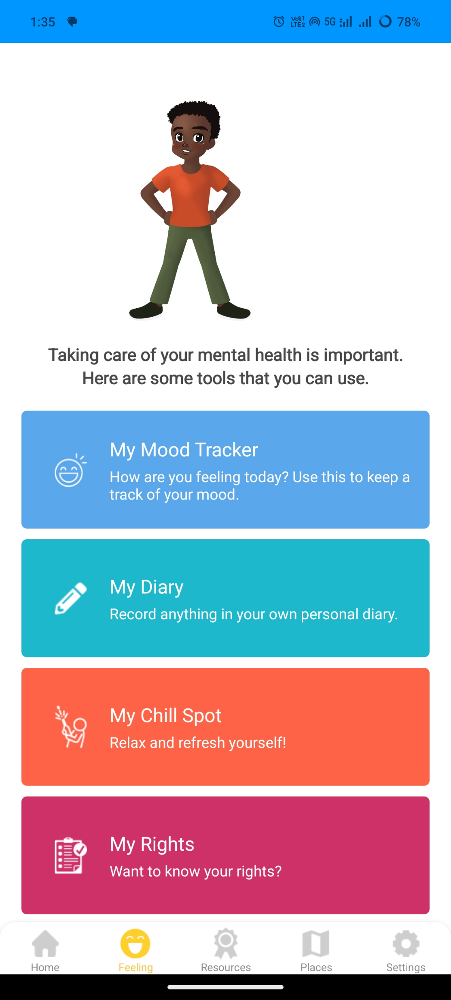 1:35
Vo)) 1
LTE2
5G
78%
Taking care of your mental health is important.
Here are some tools that you can use.
My Mood Tracker
How are you feeling today? Use this to keep a
track of your mood.
My Diary
Record anything in your own personal diary.
My Chill Spot
Relax and refresh yourself!
My Rights
Want to know your rights?
Home
Feeling
Resources
Places
Settings